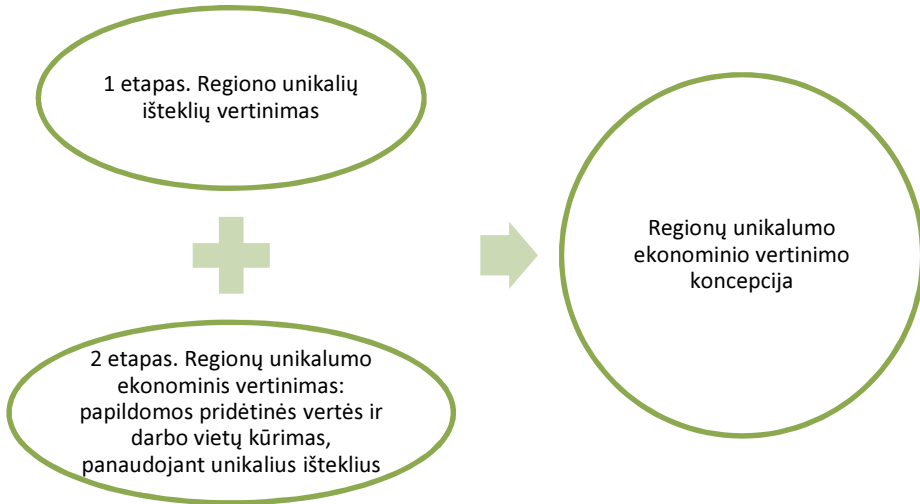 1 etapas. Regiono unikalių
išteklių vertinimas
2 etapas. Regionų unikalumo
ekonominis vertinimas:
papildomos pridėtinės vertės ir
darbo vietų kūrimas,
panaudojant unikalius išteklius
Regionų unikalumo
ekonominio vertinimo
koncepcija